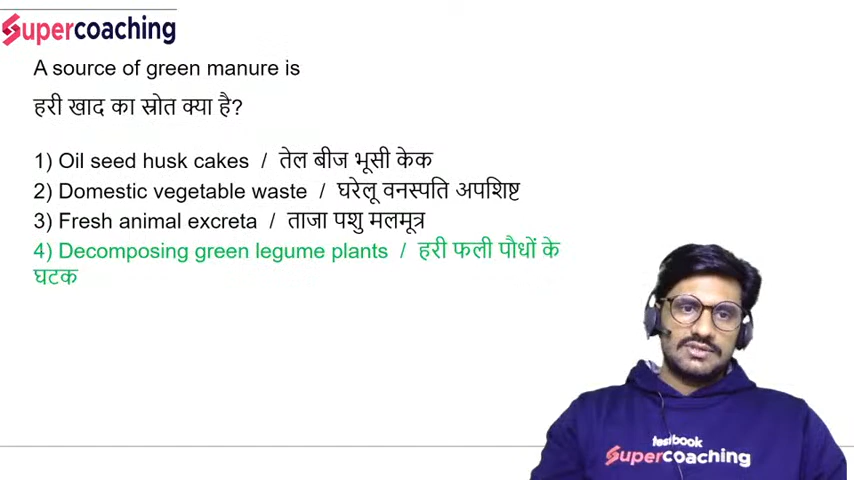 Supercoaching
A source of green manure is
हरी खाद का स्रोत क्या है?
1) Oil seed husk cakes / तेल बीज भूसी केक
2) Domestic vegetable waste / घरेलू वनस्पति अपशिष्ट
3) Fresh animal excreta / ताजा पशु मलमूत्र
4) Decomposing green legume plants / हरी फली पौधों के
घटक
testbook
Supercoaching